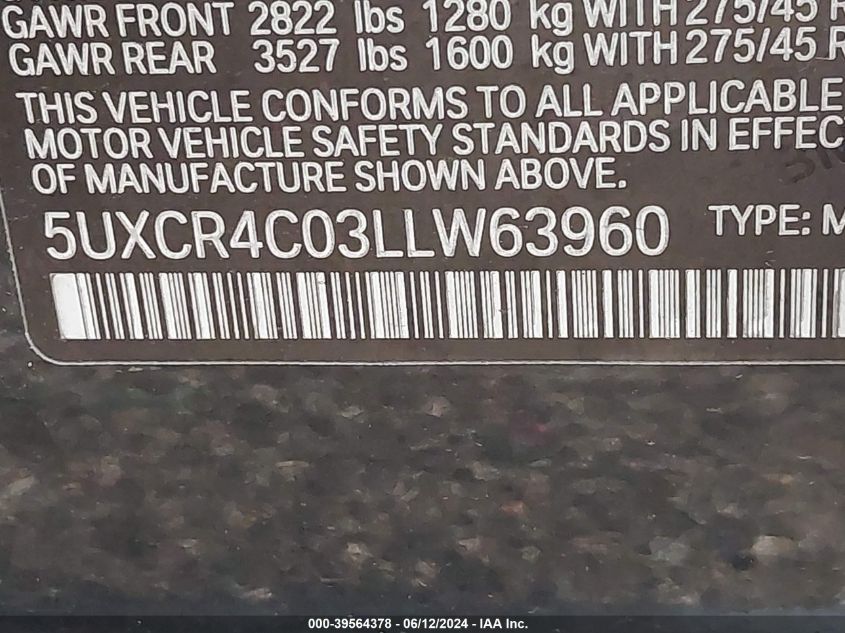 GAWR FRONT 2822 lbs 1280 kg WITH 275/45 R
GAWR REAR 3527 lbs 1600 kg WITH 275/45 R
THIS VEHICLE CONFORMS TO ALL APPLICABLE
MOTOR VEHICLE SAFETY STANDARDS IN EFFECT
OF MANUFACTURE SHOWN ABOVE.
5UXCR4C03LLW63960 TYPE: M
000-39564378 - 06/12/2024 - IAA Inc.